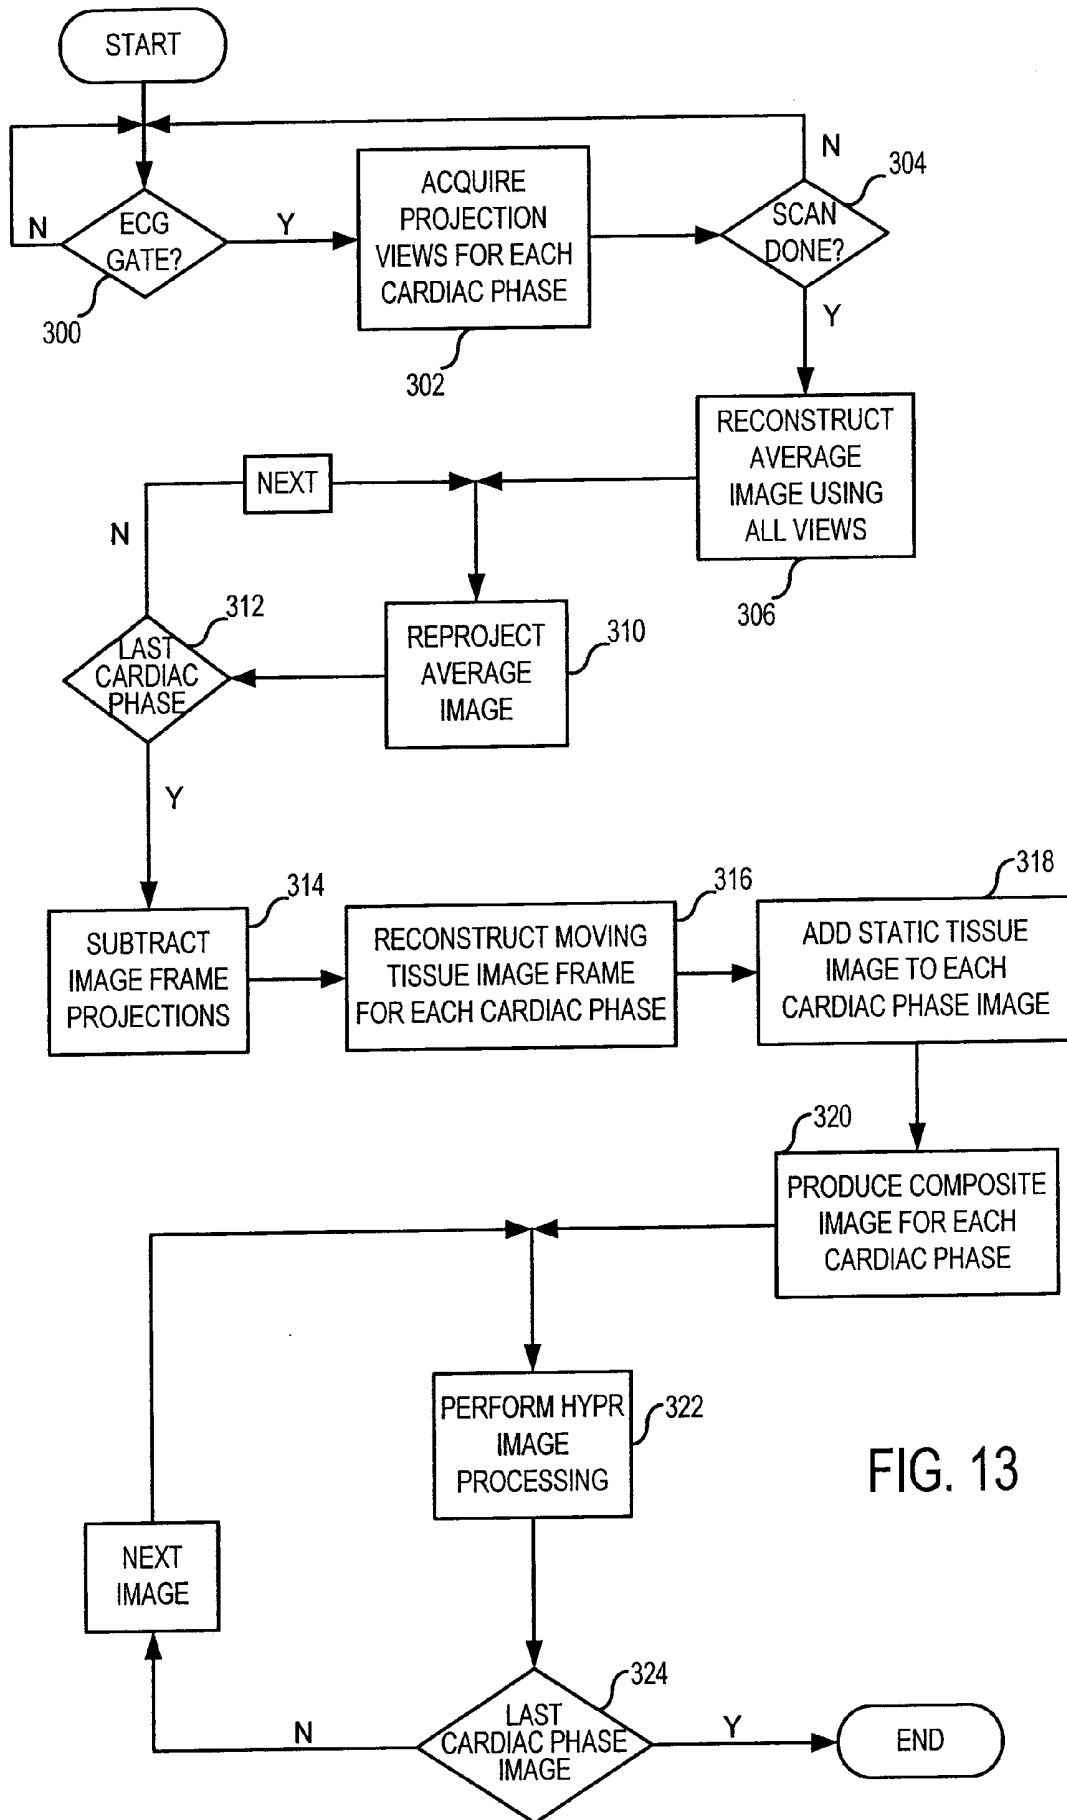 START
N
304
ECG
GATE?
Y
ACQUIRE
PROJECTION
VIEWS FOR EACH
CARDIAC PHASE
SCAN
DONE?
N
300
302
Y
RECONSTRUCT
AVERAGE
IMAGE USING
ALL VIEWS
NEXT
N
306
312
LAST
CARDIAC
PHASE
REPROJECT
AVERAGE
IMAGE
310
Y
314
316
318
SUBTRACT
IMAGE FRAME
PROJECTIONS
RECONSTRUCT MOVING
TISSUE IMAGE FRAME
FOR EACH CARDIAC PHASE
ADD STATIC TISSUE
IMAGE TO EACH
CARDIAC PHASE IMAGE
320
PRODUCE COMPOSITE
IMAGE FOR EACH
CARDIAC PHASE
PERFORM HYPR
IMAGE
PROCESSING
322
FIG. 13
NEXT
IMAGE
324
N
LAST
CARDIAC PHASE
IMAGE
Y
END